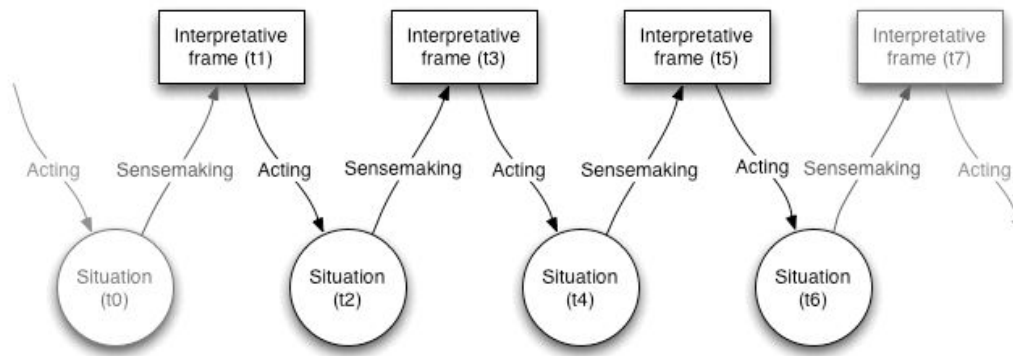 Interpretative
frame (t1)
Interpretative
frame (t3)
Interpretative
frame (t5)
Interpretative
frame (t7)
Acting
Sensemaking
Acting
Sensemaking
Acting
Sensemaking
Acting
Sensemaking
Acting
Situation
(t0)
Situation
(t2)
Situation
(t4)
Situation
(t6)